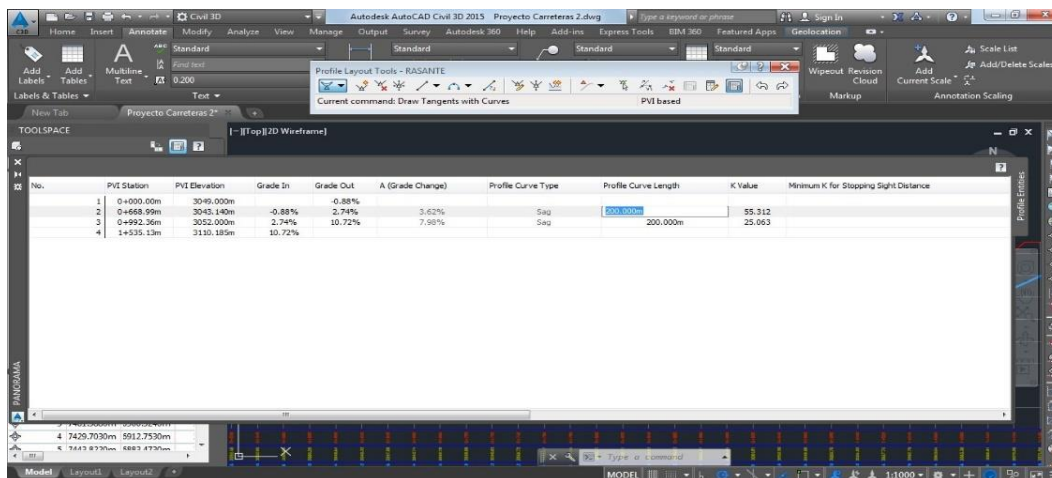 Civil 3D
Autodesk AutoCAD Civil 3D 2015 Proyecto Carreteras 2.dwg
Type a keyword or phrase
Sign In
Home Insert Annotate Modify Analyze View Manage Output Survey Autodesk 360 Help Add-ins Express Tools BIM 360 Featured Apps Geolocation
Add Labels
Add Tables
Multiline Text
Standard
Find text
0.200
Standard
Standard
Standard
Wipeout
Revision Cloud
Add Current Scale
Scale List
Add/Delete Scales
Labels & Tables
Text
Markup
Annotation Scaling
Profile Layout Tools - RASANTE
Current command: Draw Tangents with Curves
PVI based
New Tab
Proyecto Carreteras 2*
TOOLSPACE
[-][Top][2D Wireframe]
N
No. PVI Station PVI Elevation Grade In Grade Out A (Grade Change) Profile Curve Type Profile Curve Length K Value Minimum K for Stopping Sight Distance
1 0+000.00m 3049.000m -0.88%
2 0+668.99m 3043.140m -0.88% 2.74% 3.62% Sag 200.000m 55.312
3 0+992.36m 3052.000m 2.74% 10.72% 7.98% Sag 200.000m 25.063
4 1+535.13m 3110.185m 10.72%
Profile Entities
PANORAMA
4 7429.7030m 5912.7530m
Type a command
Model Layout1 Layout2
MODEL
1:1000